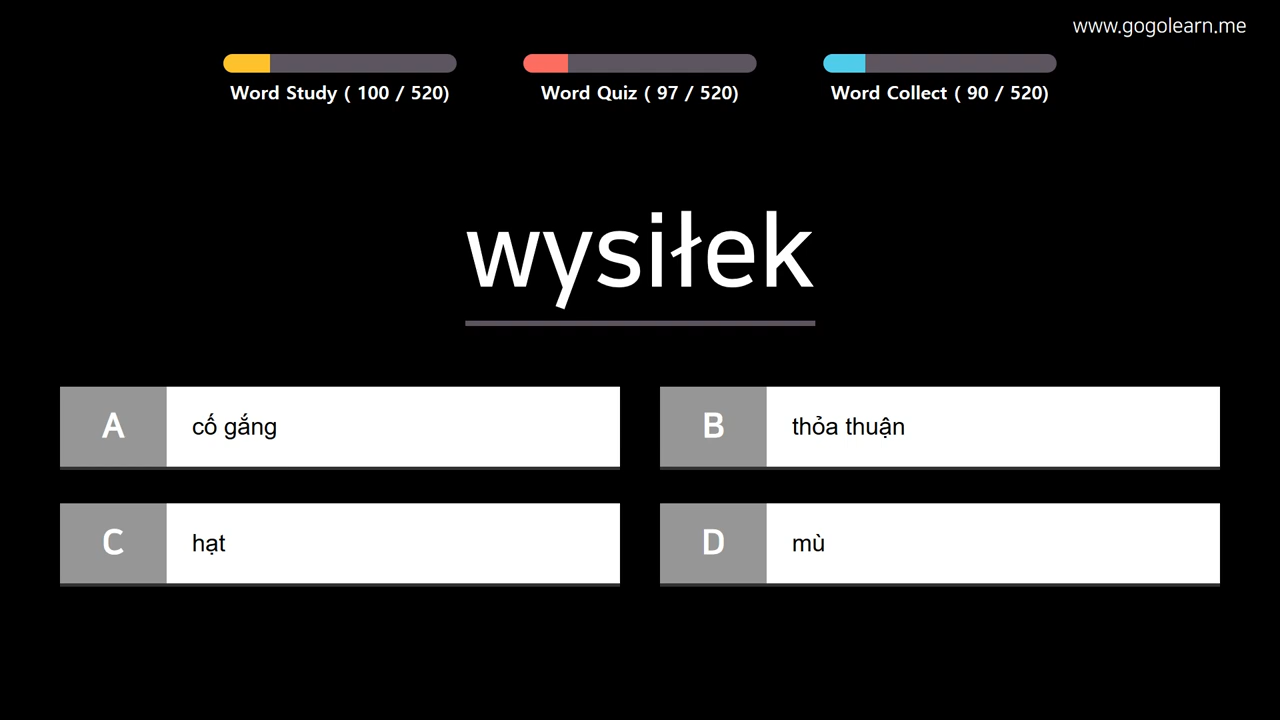 www.gogolearn.me
Word Study ( 100 / 520)
Word Quiz ( 97 / 520)
Word Collect ( 90 / 520)
wysiłek
A cố gắng
B thỏa thuận
C hạt
D mù